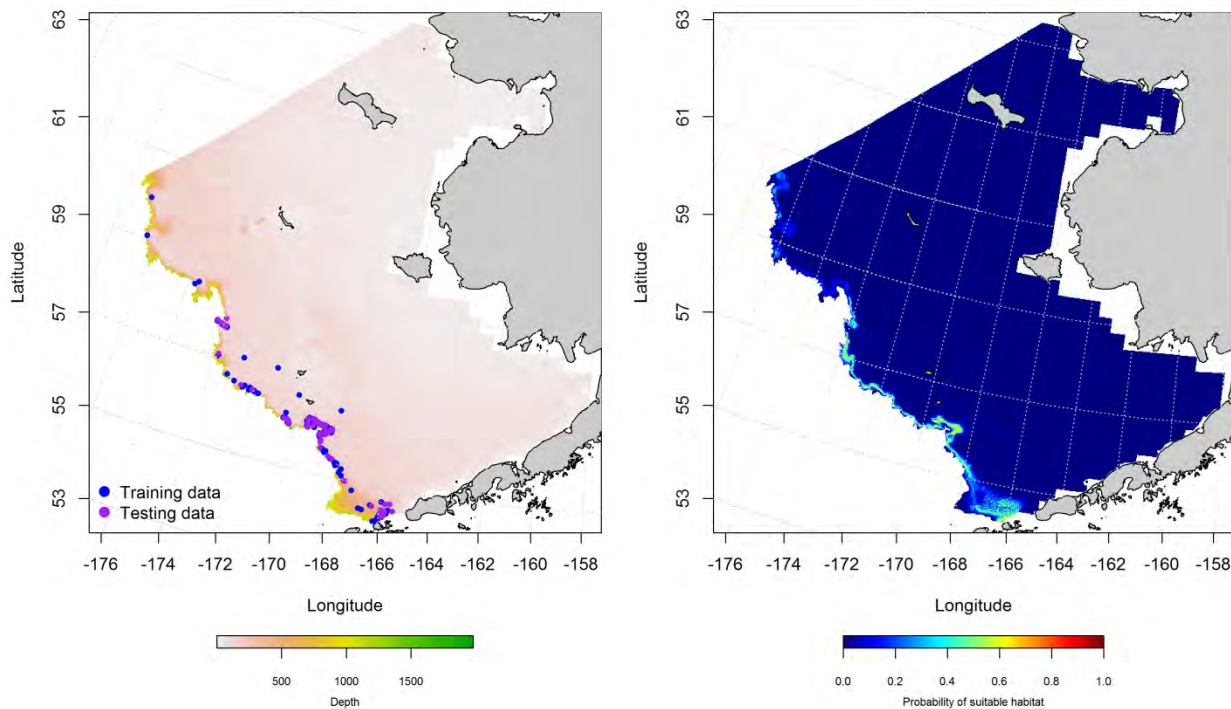 63
61
59
57
55
53
Latitude
Training data
Testing data
-176 -174 -172 -170 -168 -166 -164 -162 -160 -158
Longitude
500 1000 1500
Depth
63
61
59
57
55
53
Latitude
-176 -174 -172 -170 -168 -166 -164 -162 -160 -158
Longitude
0.0 0.2 0.4 0.6 0.8 1.0
Probability of suitable habitat